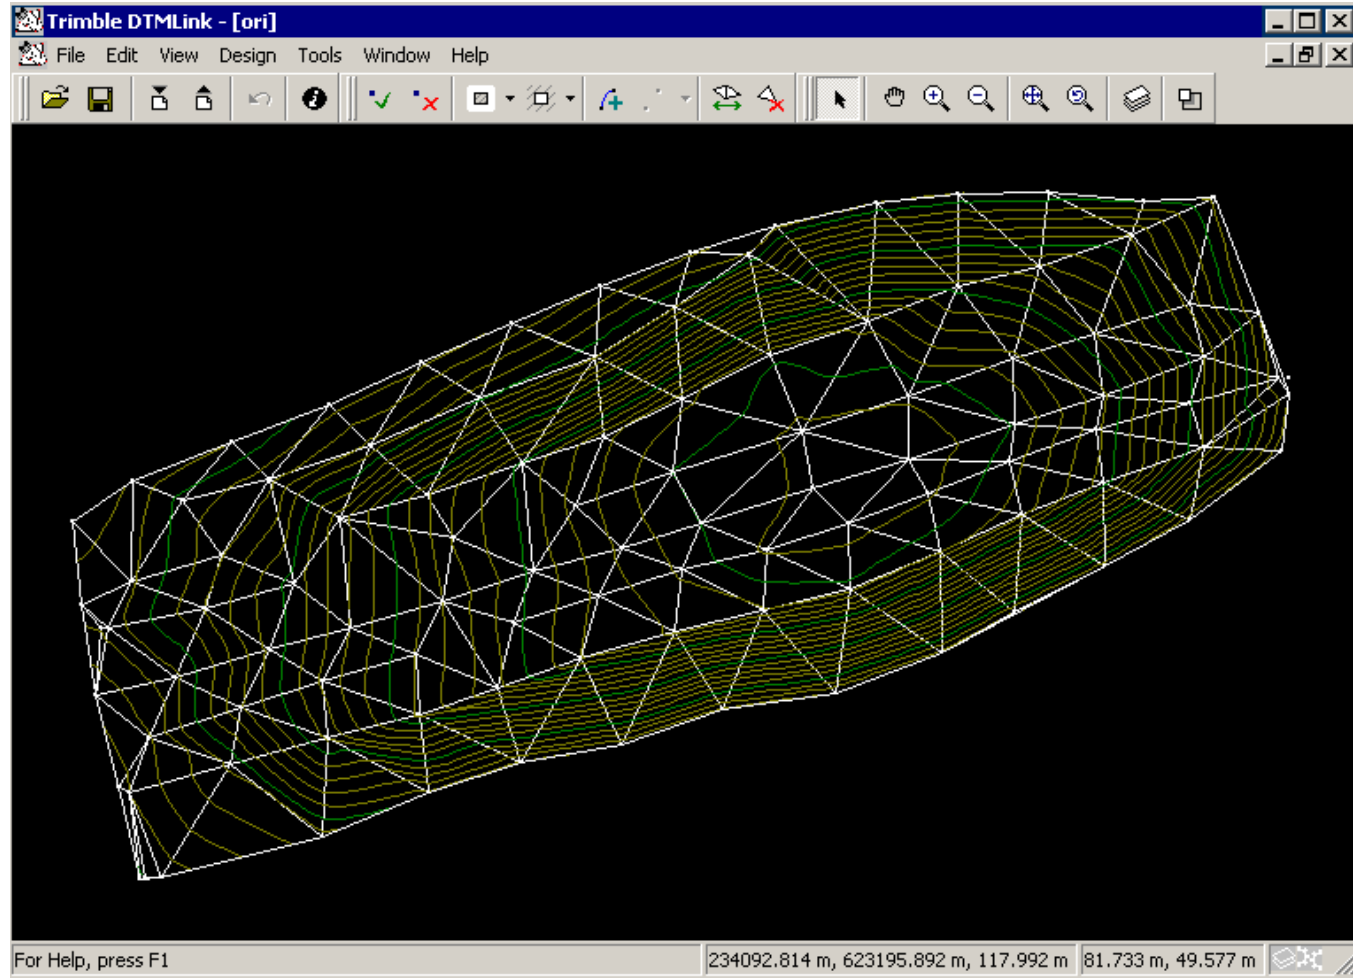 Trimble DTMLink - [ori]
File Edit View Design Tools Window Help
For Help, press F1 234092.814 m, 623195.892 m, 117.992 m 81.733 m, 49.577 m